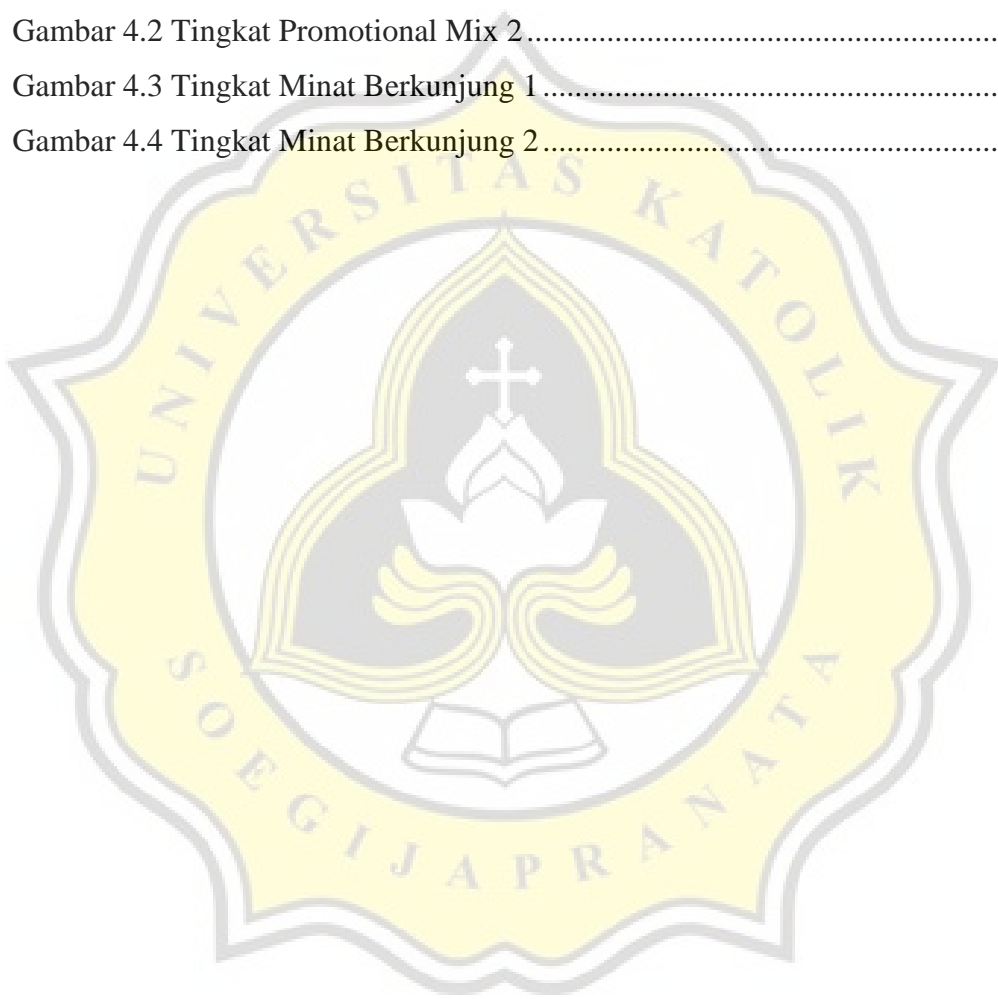 Gambar 4.2 Tingkat Promotional Mix 2........................................................
Gambar 4.3 Tingkat Minat Berkunjung 1......................................................
Gambar 4.4 Tingkat Minat Berkunjung 2......................................................
UNIVERSITAS KATOLIK
SOEGIJAPRANATA